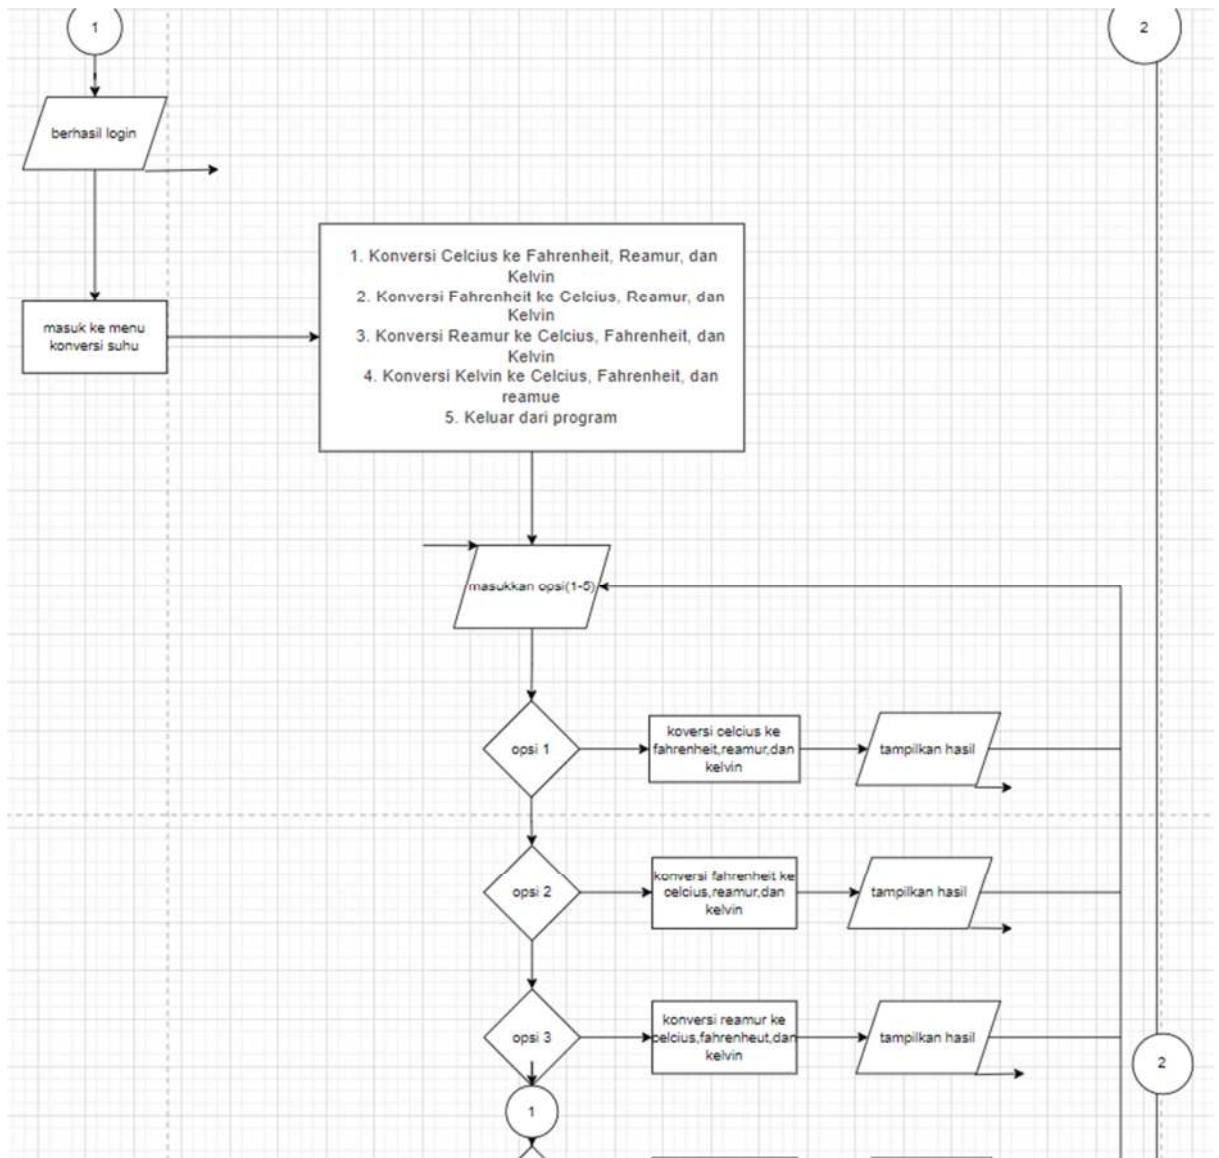 1
2
berhasil login
1. Konversi Celcius ke Fahrenheit, Reamur, dan
Kelvin
2. Konversi Fahrenheit ke Celcius, Reamur, dan
Kelvin
3. Konversi Reamur ke Celcius, Fahrenheit, dan
Kelvin
4. Konversi Kelvin ke Celcius, Fahrenheit, dan
reamue
5. Keluar dari program
masuk ke menu
konversi suhu
masukkan opsi(1-5)
opsi 1
koversi celcius ke
fahrenheit,reamur,dan
kelvin
tampilkan hasil
opsi 2
konversi fahrenheit ke
celcius,reamur,dan
kelvin
tampilkan hasil
opsi 3
konversi reamur ke
celcius,fahrenheut,dan
kelvin
tampilkan hasil
2
1